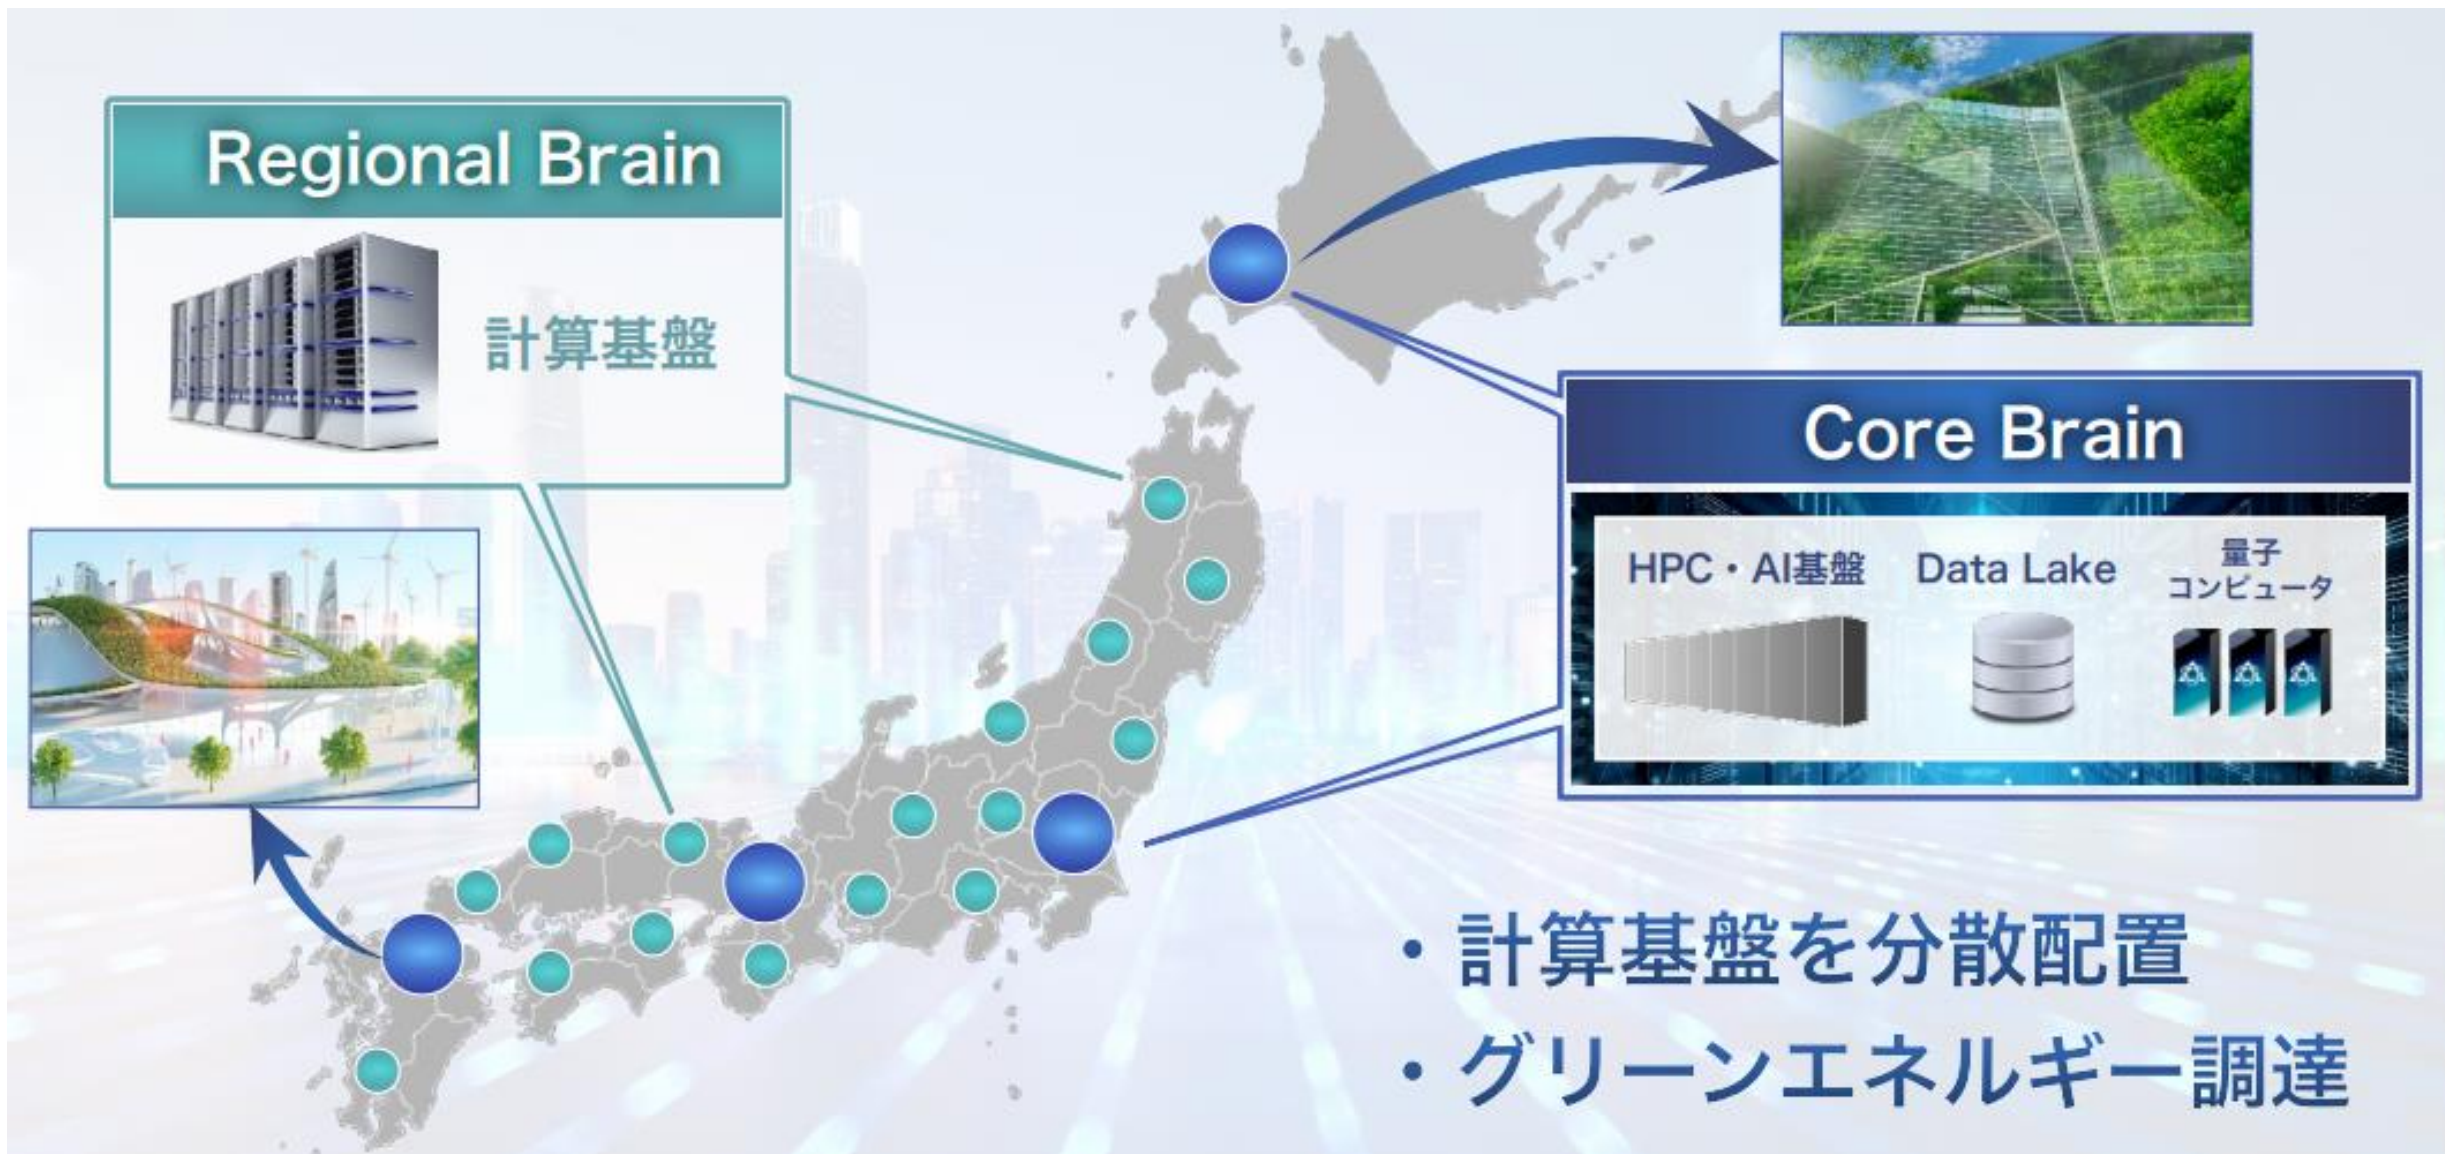 Regional Brain
計算基盤
Core Brain
HPC・AI基盤
Data Lake
量子
コンピュータ
・計算基盤を分散配置
・グリーンエネルギー調達